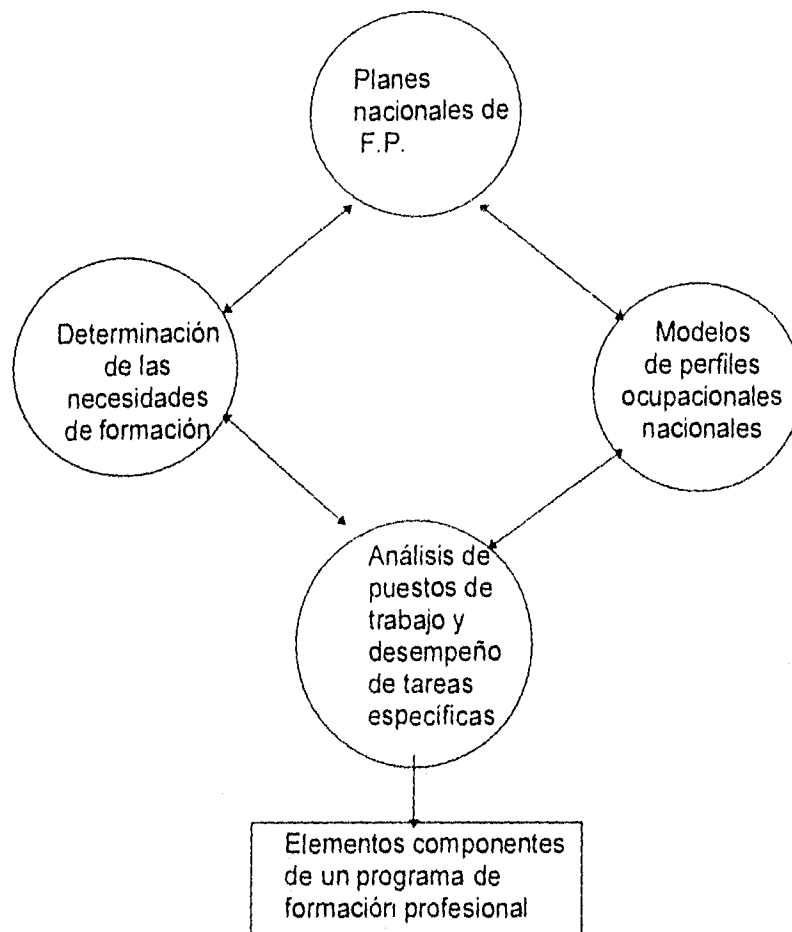 Planes
nacionales de
F.P.
Determinación
de las
necesidades
de formación
Modelos
de perfiles
ocupacionales
nacionales
Análisis de
puestos de
trabajo y
desempeño
de tareas
específicas
Elementos componentes
de un programa de
formación profesional